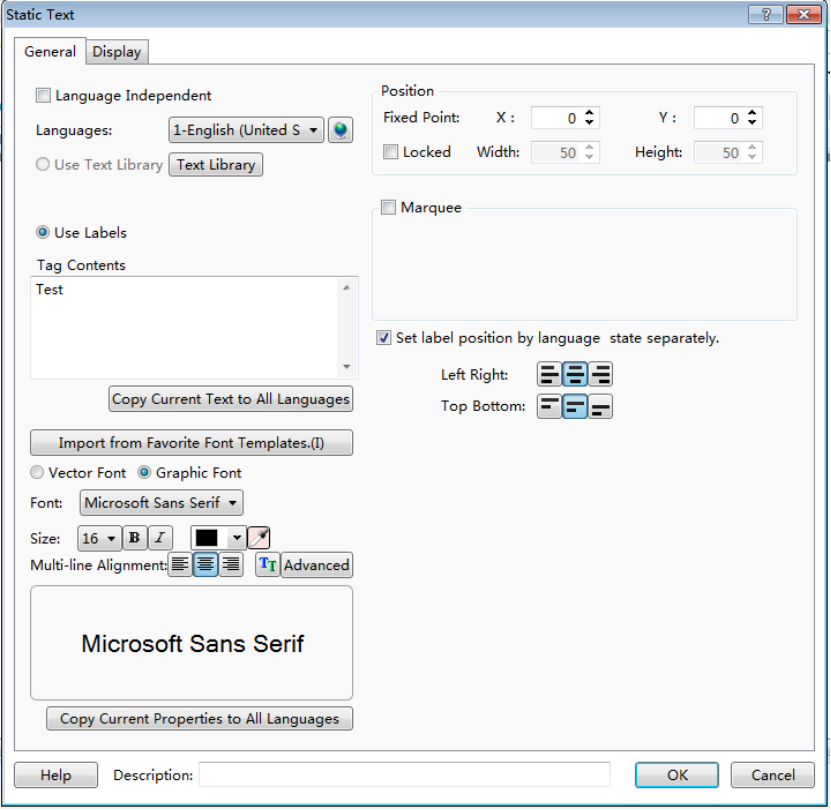 Static Text
General Display
Language Independent
Languages: 1-English (United S
Use Text Library Text Library
Use Labels
Tag Contents
Test
Copy Current Text to All Languages
Import from Favorite Font Templates.(I)
Vector Font Graphic Font
Font: Microsoft Sans Serif
Size: 16 B I
Multi-line Alignment: TT Advanced
Microsoft Sans Serif
Copy Current Properties to All Languages
Position
Fixed Point: X : 0 Y : 0
Locked Width: 50 Height: 50
Marquee
Set label position by language state separately.
Left Right:
Top Bottom:
Help Description: OK Cancel